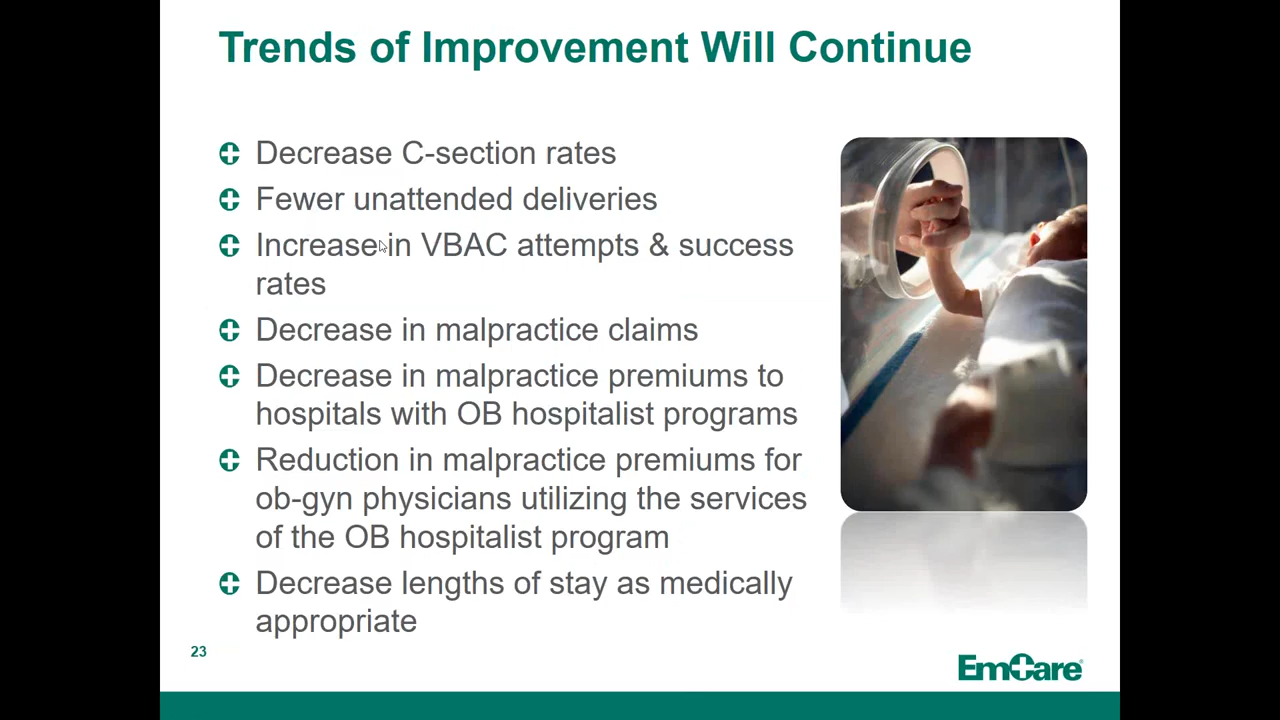 Trends of Improvement Will Continue
Decrease C-section rates
Fewer unattended deliveries
Increase in VBAC attempts & success
rates
Decrease in malpractice claims
Decrease in malpractice premiums to
hospitals with OB hospitalist programs
Reduction in malpractice premiums for
ob-gyn physicians utilizing the services
of the OB hospitalist program
Decrease lengths of stay as medically
appropriate
23
EmCare